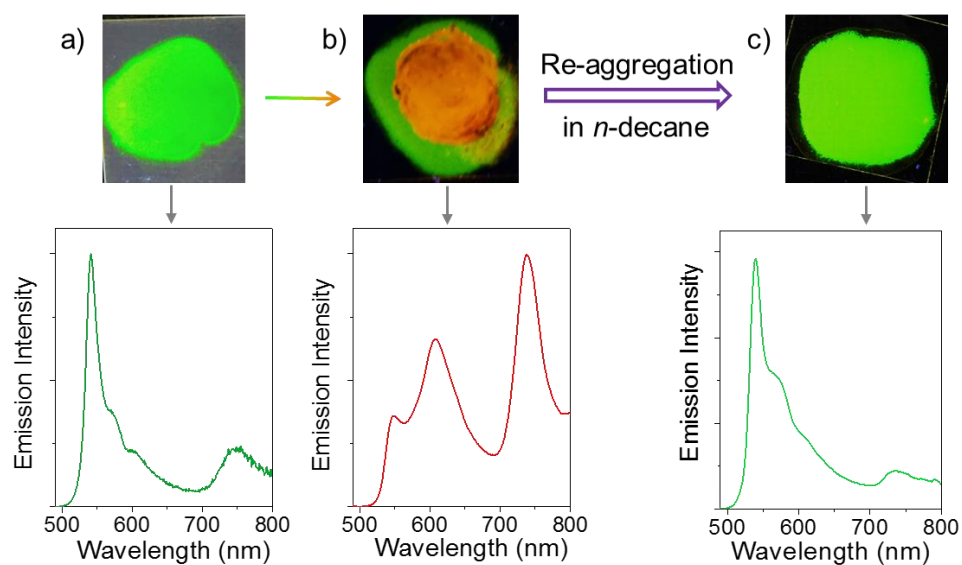 a)
b)
c)
Re-aggregation
in n-decane
Emission Intensity
500 600 700 800
Wavelength (nm)
Emission Intensity
500 600 700 800
Wavelength (nm)
Emission Intensity
500 600 700 800
Wavelength (nm)